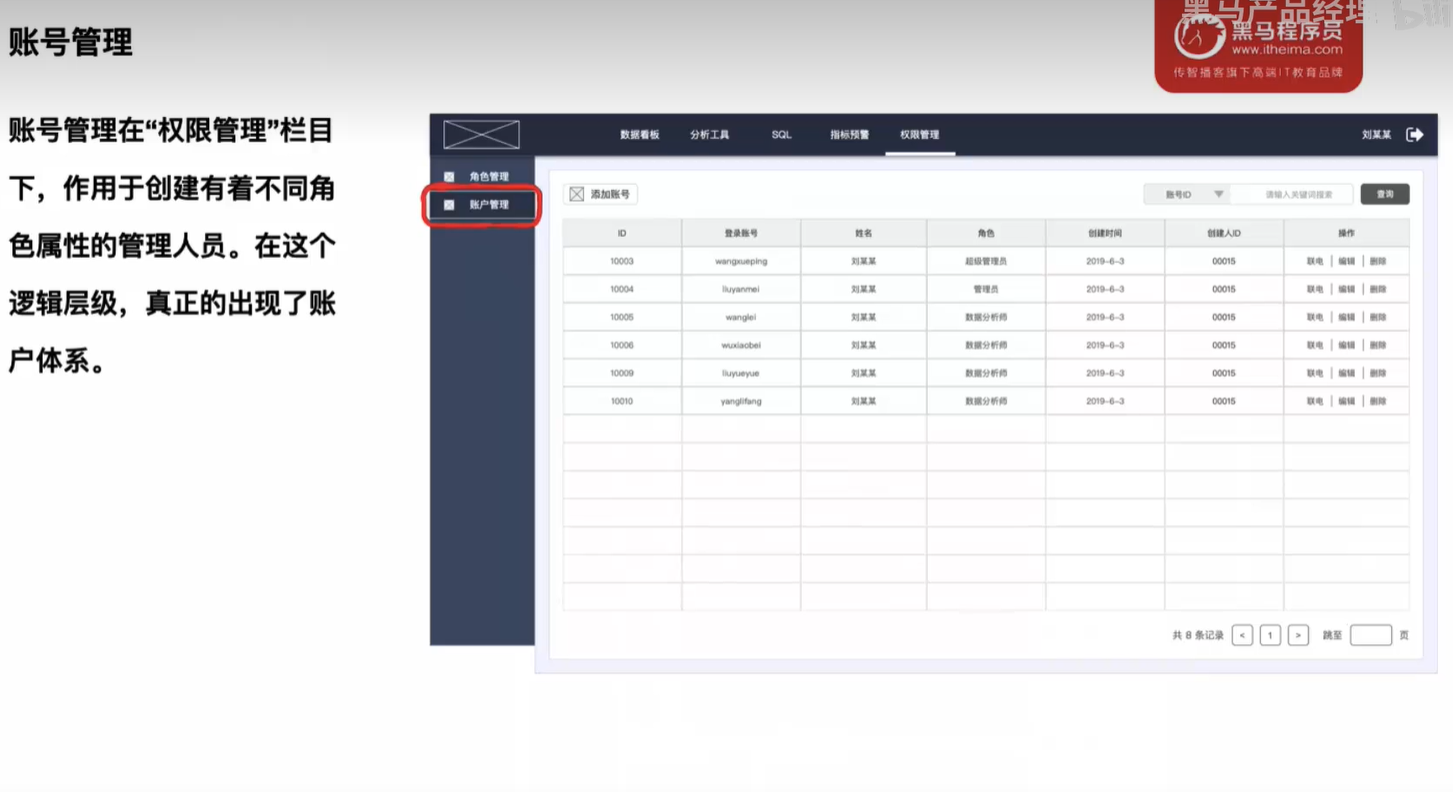 账号管理
黑马产品经理
bili
黑马程序员
www.itheima.com
传智播客旗下高端IT教育品牌
账号管理在“权限管理”栏目
下，作用于创建有着不同角
色属性的管理人员。在这个
逻辑层级，真正的出现了账
户体系。
数据看板 分析工具 SQL 指标预警 权限管理 刘某某
角色管理
账户管理
添加账号 账号ID 请输入关键词搜索 查询
ID 登录账号 姓名 角色 创建时间 创建人ID 操作
10003 wangxueping 刘某某 超级管理员 2019-6-3 00015 联电 | 编辑 | 删除
10004 liuyanmei 刘某某 管理员 2019-6-3 00015 联电 | 编辑 | 删除
10005 wanglei 刘某某 数据分析师 2019-6-3 00015 联电 | 编辑 | 删除
10006 wuxiaobei 刘某某 数据分析师 2019-6-3 00015 联电 | 编辑 | 删除
10009 liuyueyue 刘某某 数据分析师 2019-6-3 00015 联电 | 编辑 | 删除
10010 yanglifang 刘某某 数据分析师 2019-6-3 00015 联电 | 编辑 | 删除
共 8 条记录 < 1 > 跳至 页